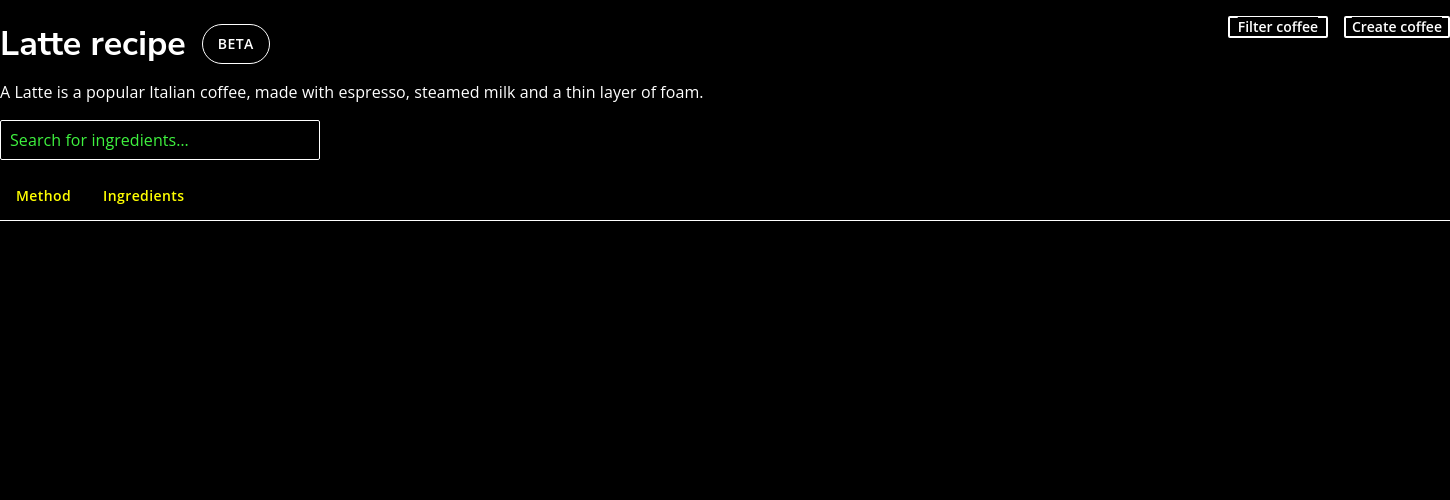 Latte recipe
BETA
Filter coffee
Create coffee
A Latte is a popular Italian coffee, made with espresso, steamed milk and a thin layer of foam.
Search for ingredients...
Method
Ingredients